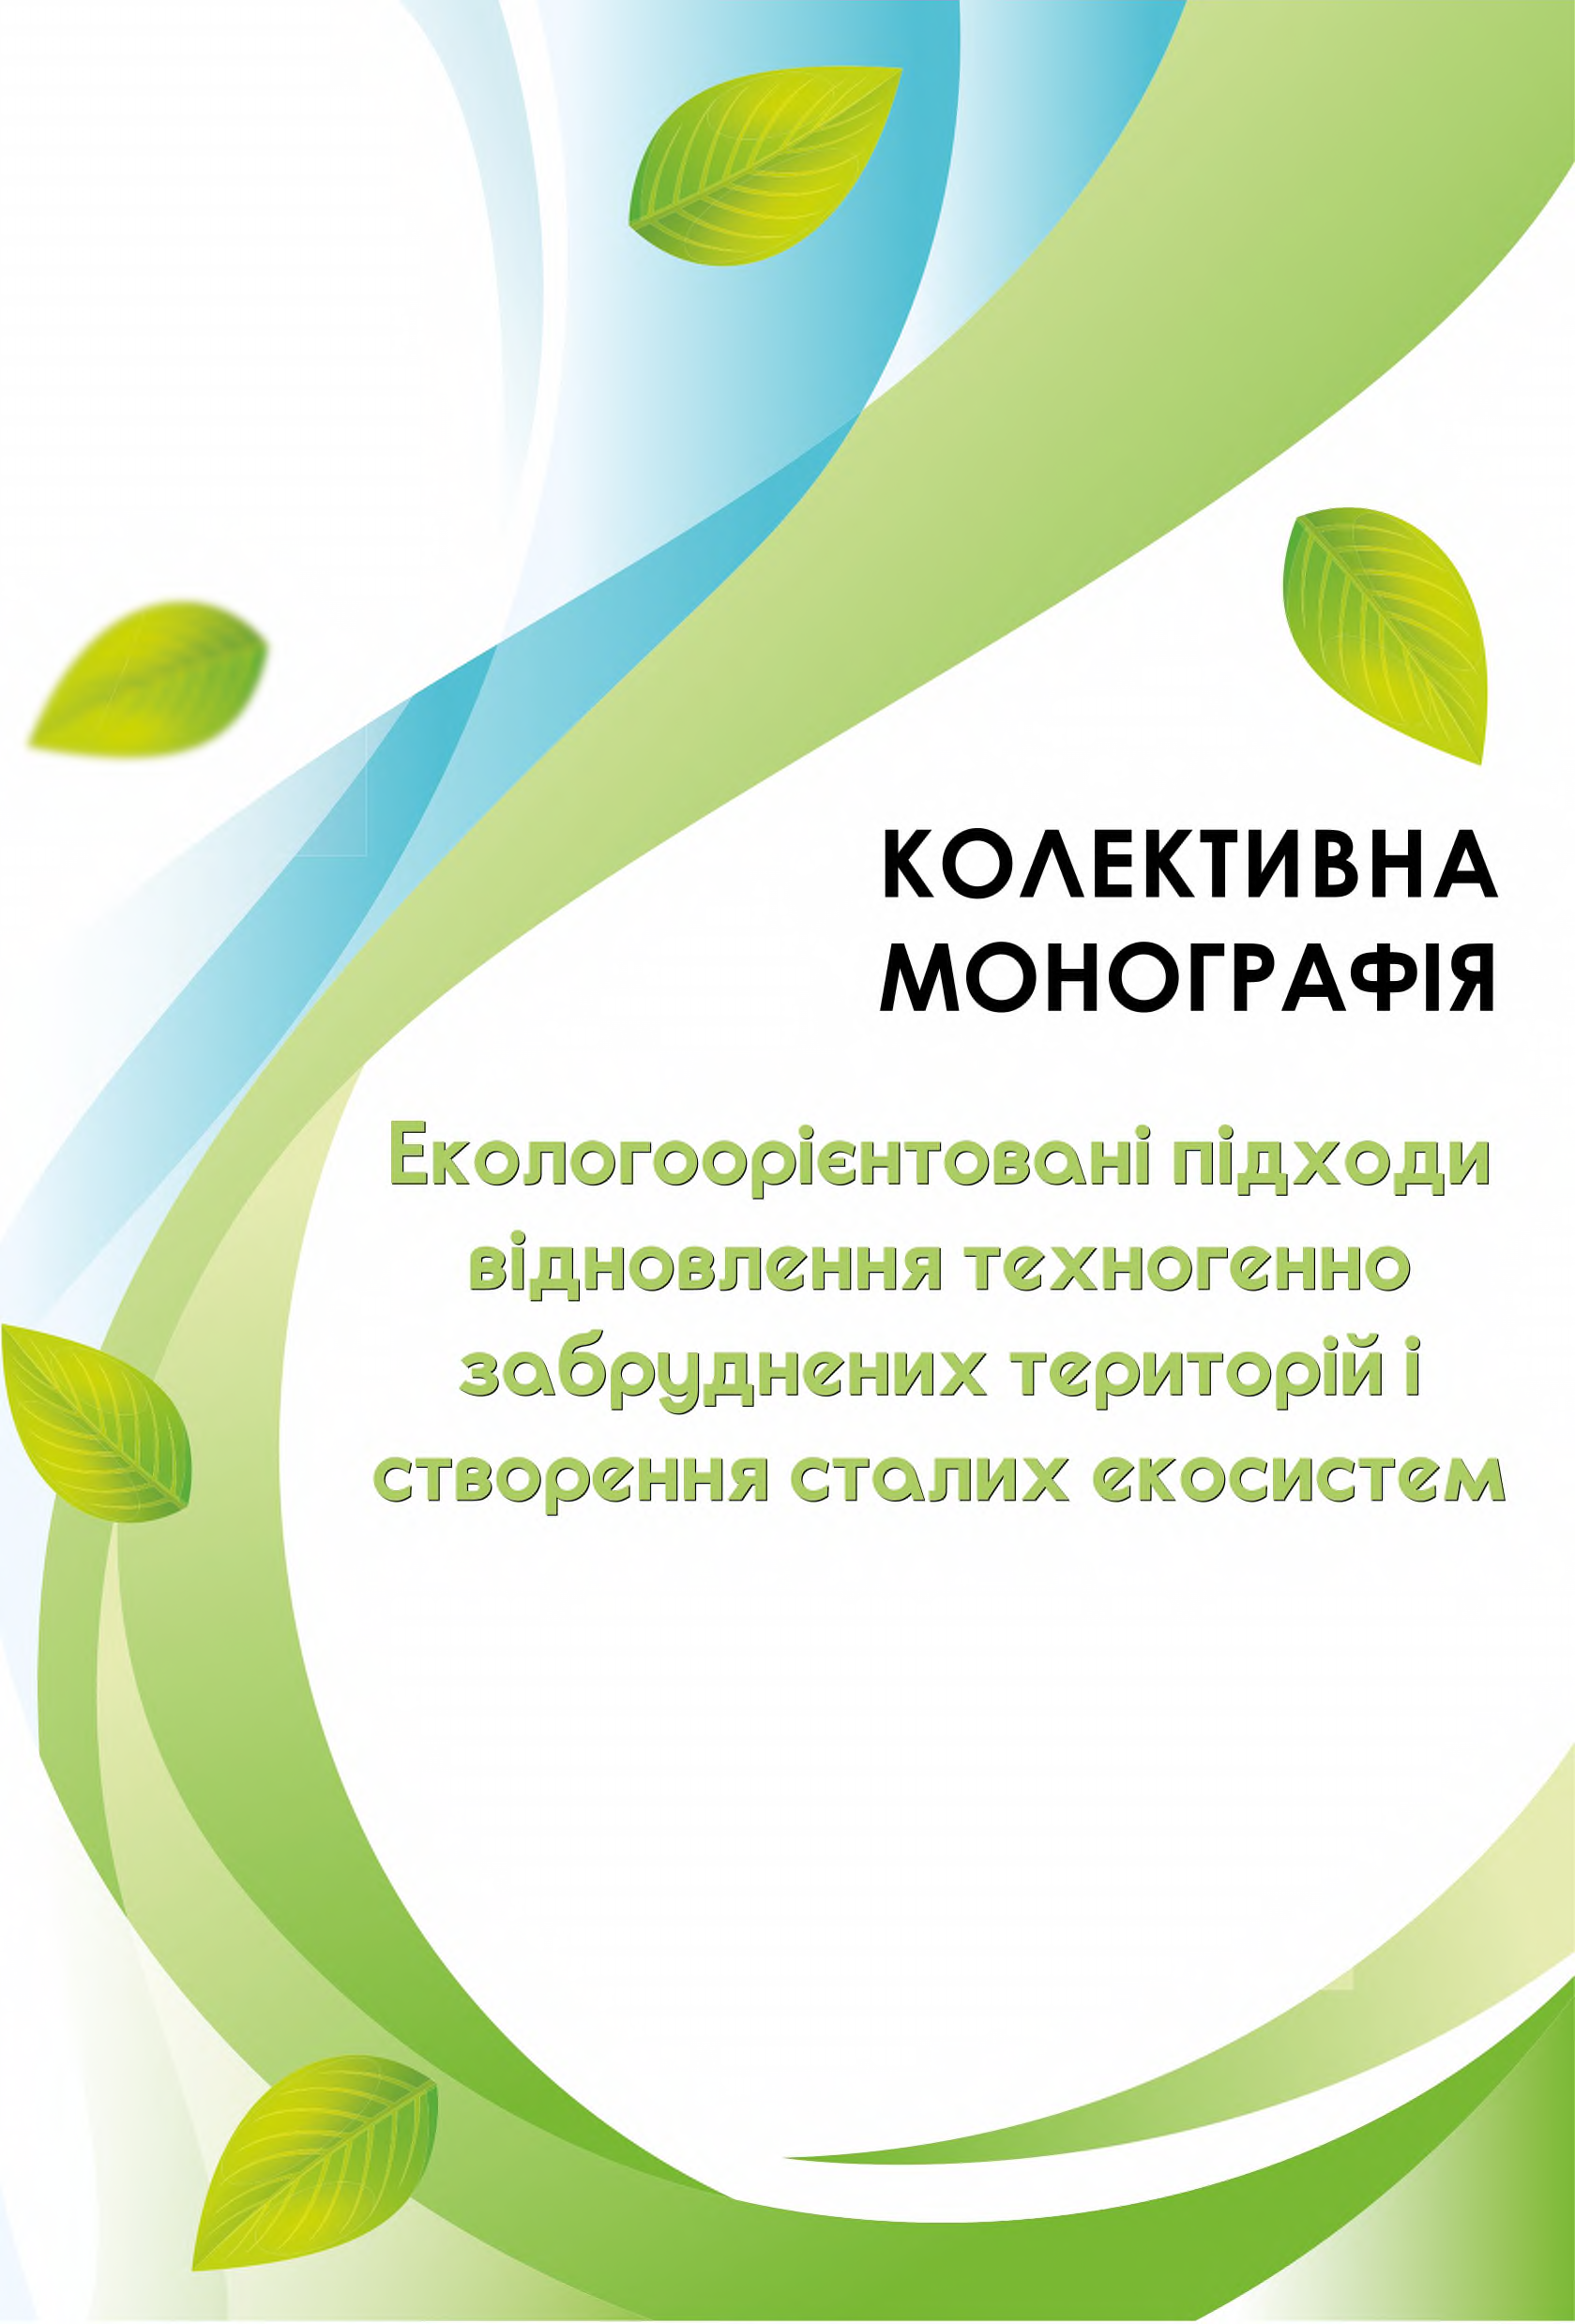 КОЛЕКТИВНА
МОНОГРАФІЯ
Екологоорієнтовані підходи
відновлення техногенно
забруднених територій і
створення сталих екосистем